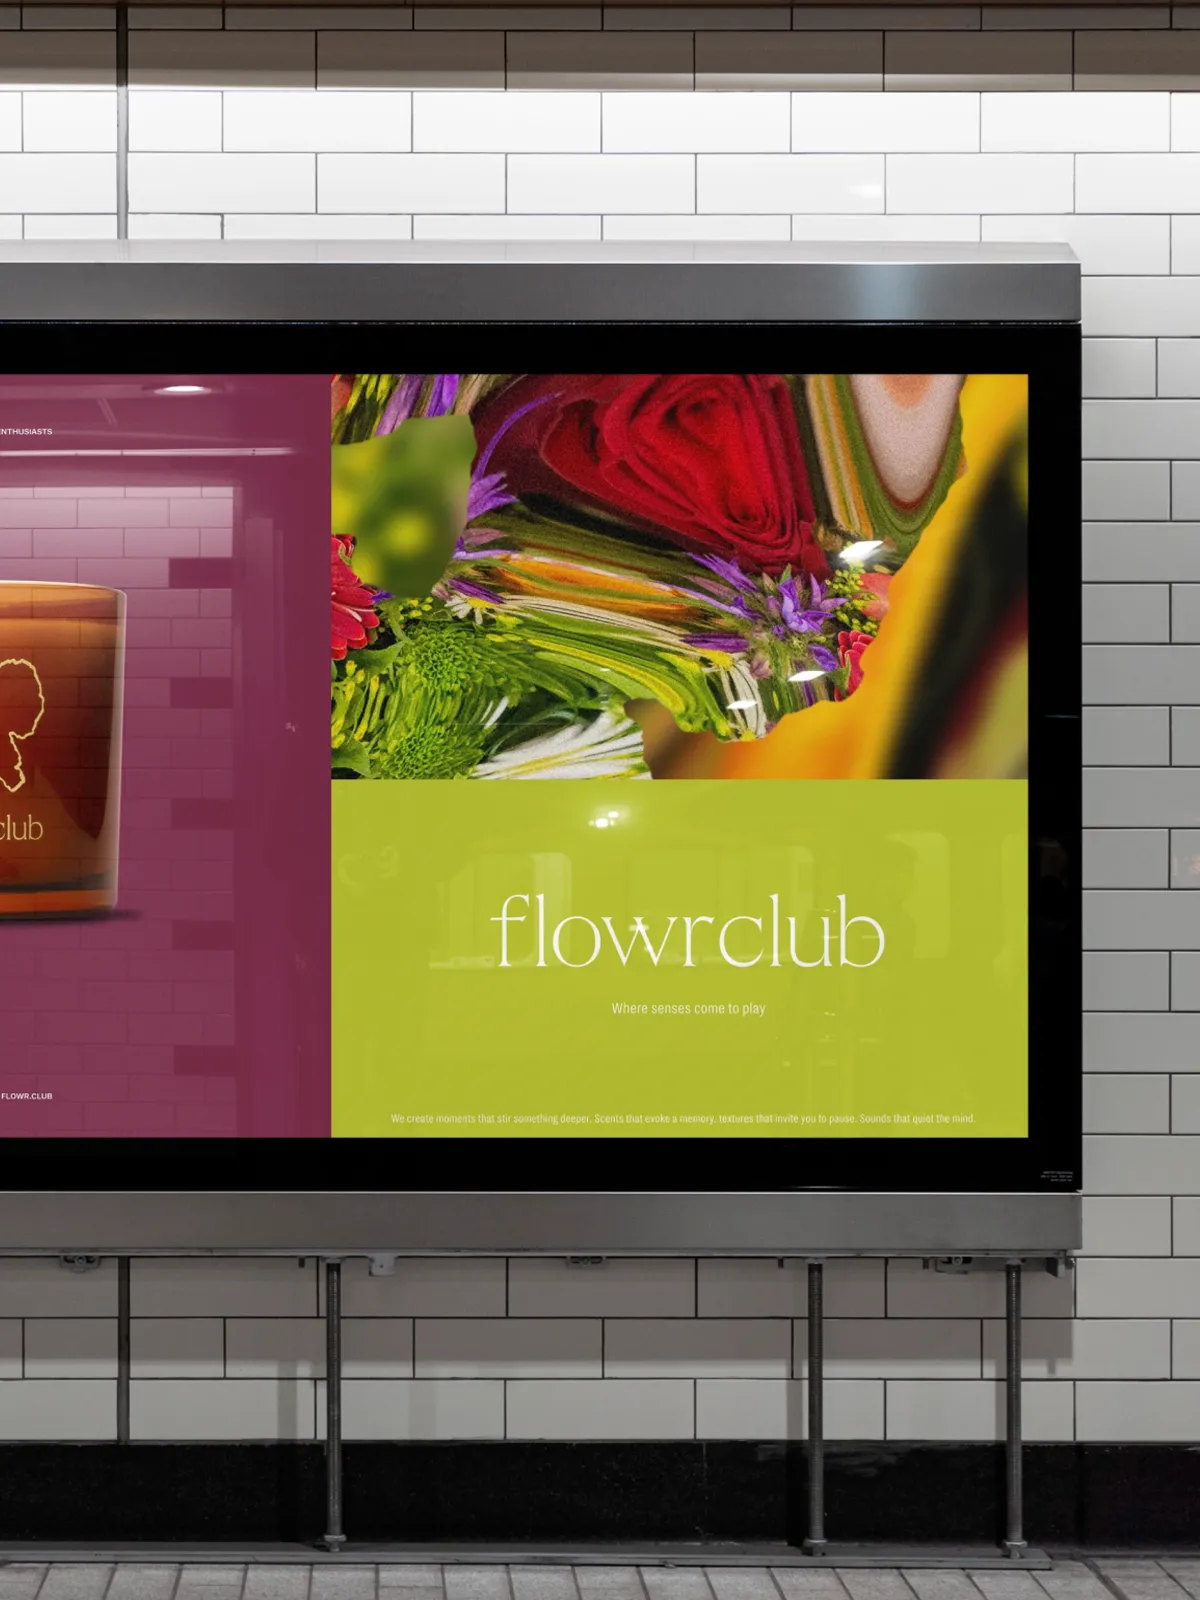 NTHUSIASTS
club
FLOWR.CLUB
flowrclub
Where senses come to play
We create moments that stir something deeper. Scents that evoke a memory, textures that invite you to pause. Sounds that quiet the mind.